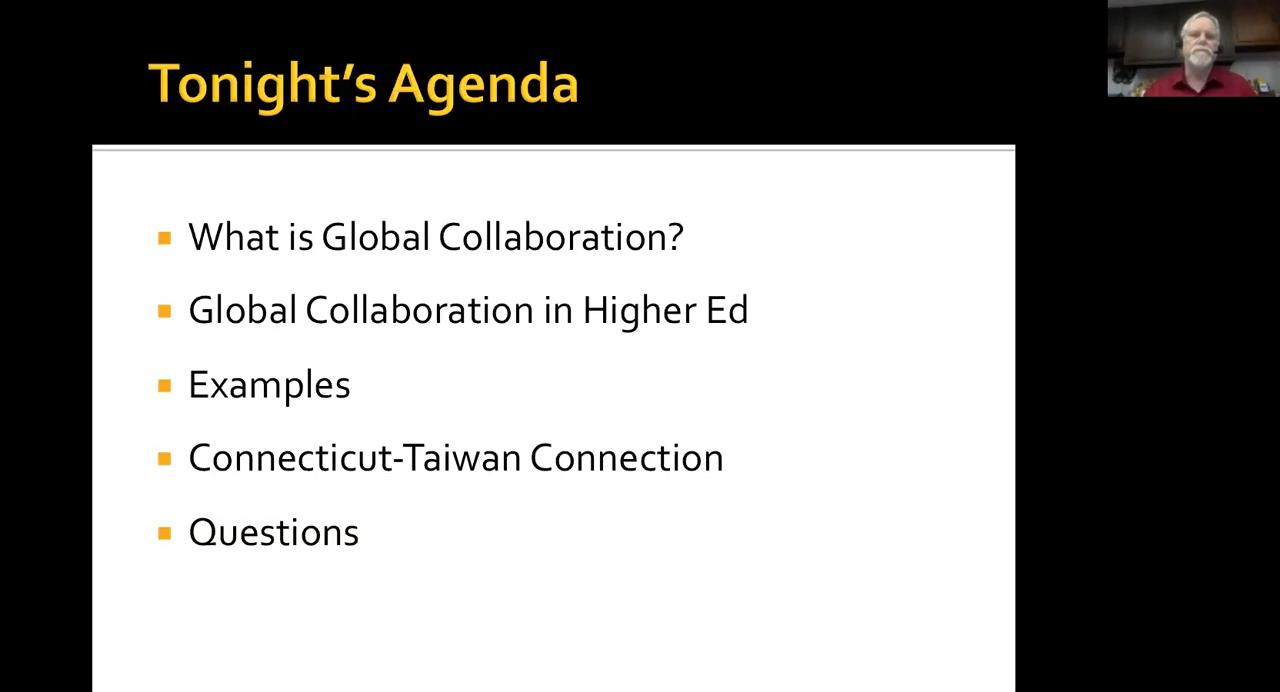 Tonight’s Agenda
What is Global Collaboration?
Global Collaboration in Higher Ed
Examples
Connecticut-Taiwan Connection
Questions